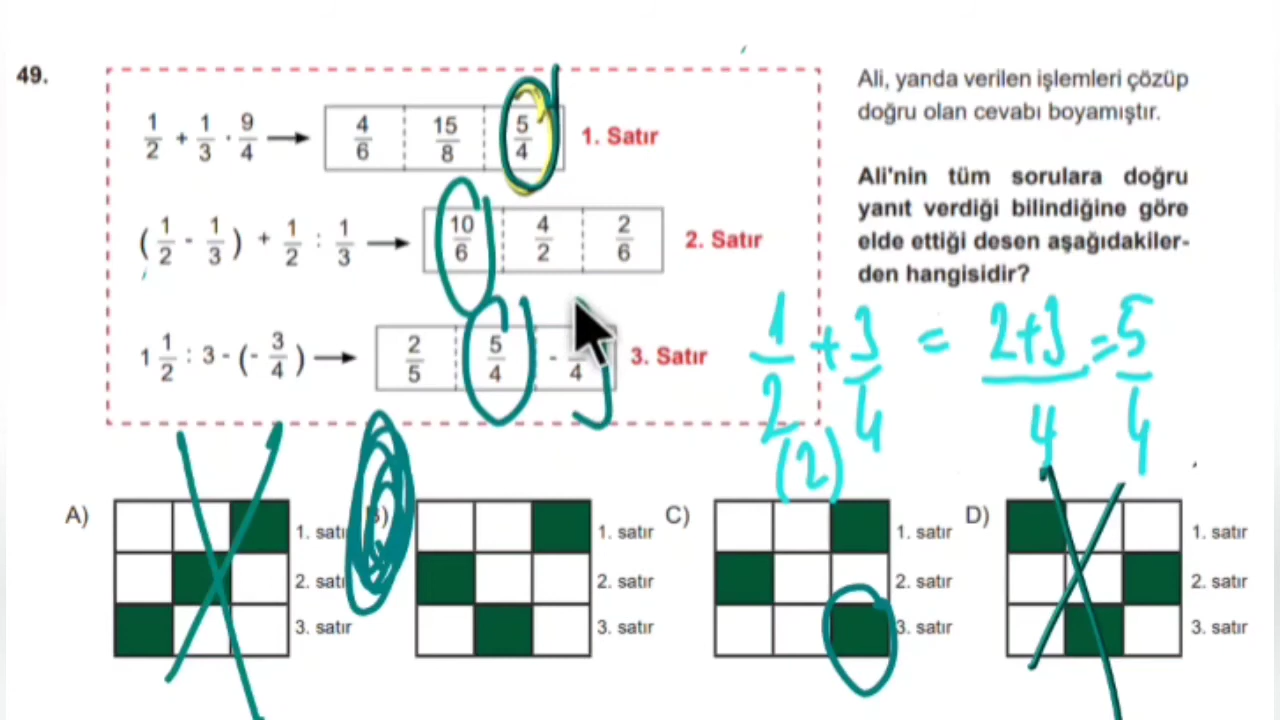 49.
1/2 + 1/3 · 9/4 → 4/6 15/8 5/4 1. Satır
(1/2 - 1/3) + 1/2 : 1/3 → 10/6 4/2 2/6 2. Satır
1 1/2 : 3 - (- 3/4) → 2/5 5/4 - /4 3. Satır
Ali, yanda verilen işlemleri çözüp
doğru olan cevabı boyamıştır.
Ali'nin tüm sorulara doğru
yanıt verdiği bilindiğine göre
elde ettiği desen aşağıdakiler-
den hangisidir?
1/2 + 3/4 = 2+3/4 = 5/4
(2)
A)
1. satır
2. satı
3. satır
B)
1. satır
2. satır
3. satır
C)
1. satır
2. satır
3. satır
D)
1. satır
2. satır
3. satır